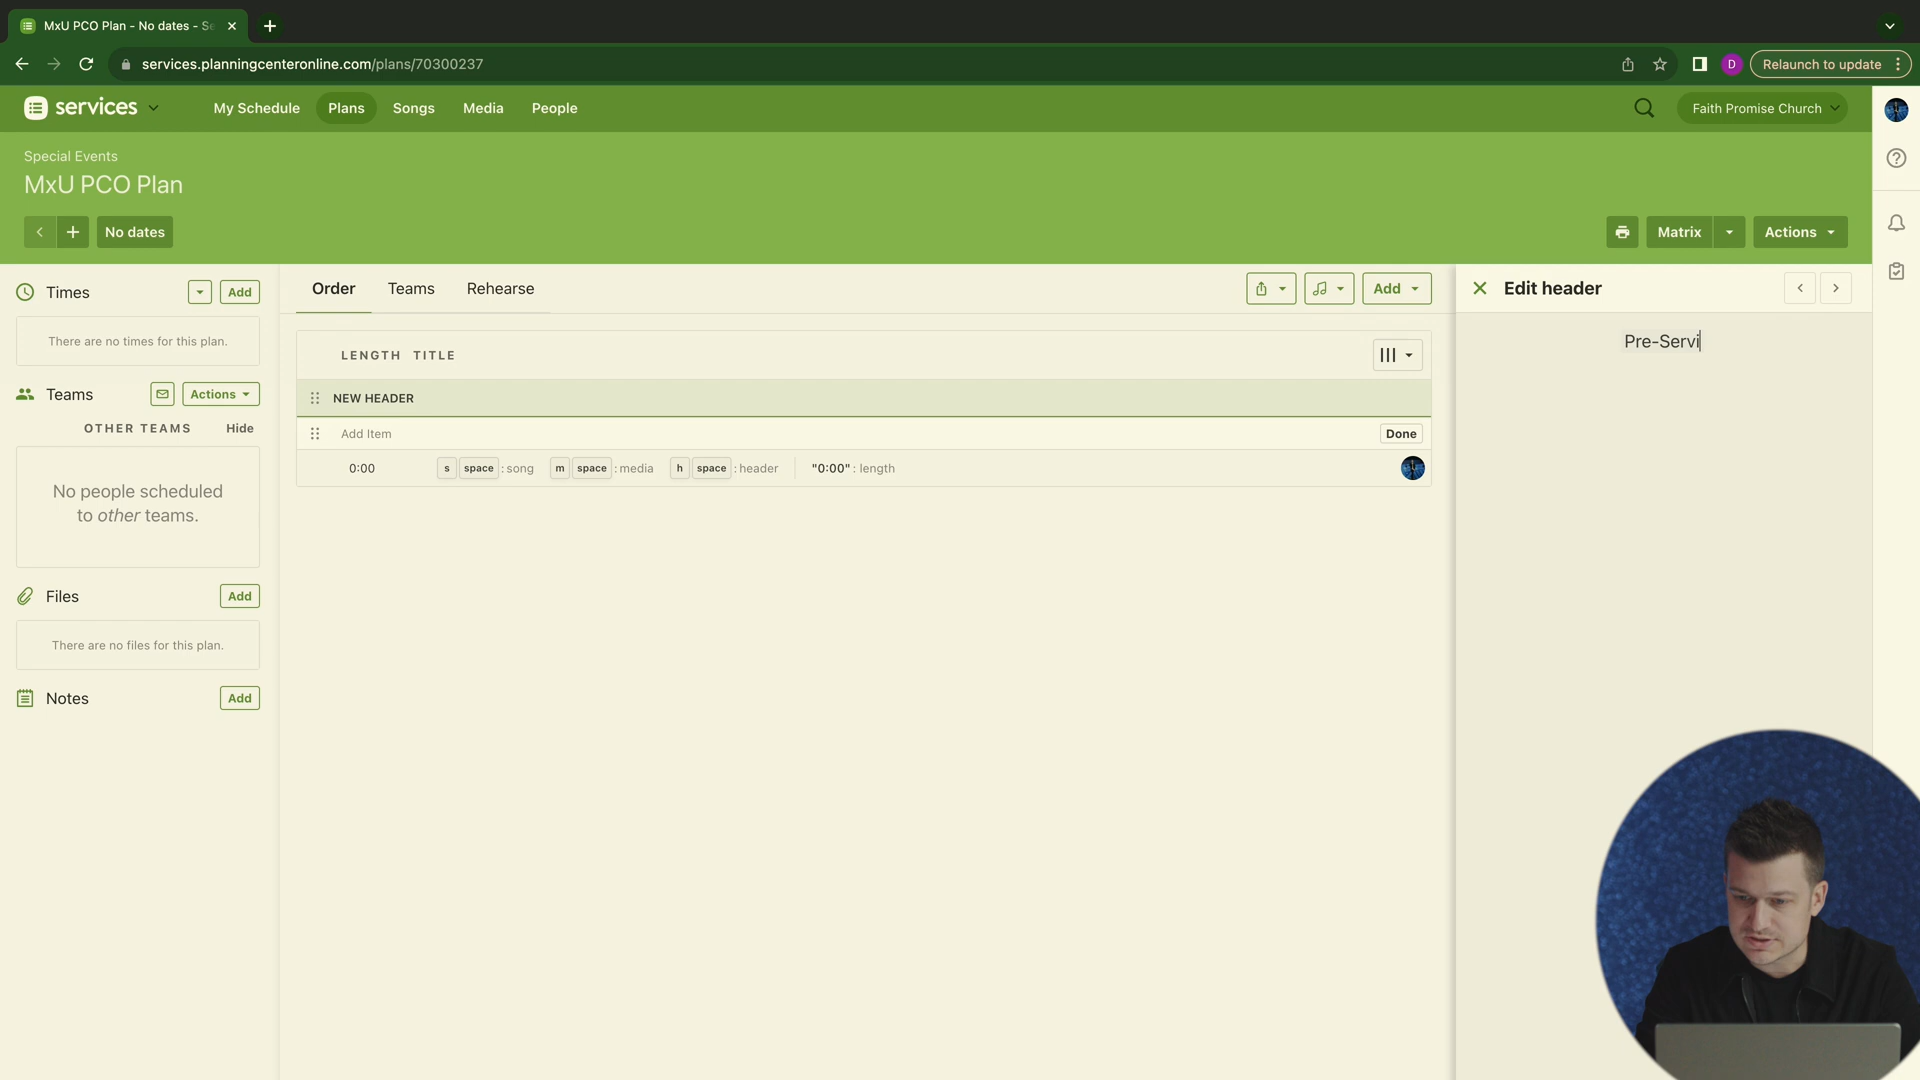 MxU PCO Plan - No dates - Se
services.planningcenteronline.com/plans/70300237
D
Relaunch to update
services
My Schedule
Plans
Songs
Media
People
Faith Promise Church
Special Events
MxU PCO Plan
No dates
Matrix
Actions
Times
Add
There are no times for this plan.
Teams
Actions
OTHER TEAMS
Hide
No people scheduled
to other teams.
Files
Add
There are no files for this plan.
Notes
Add
Order
Teams
Rehearse
Add
LENGTH TITLE
NEW HEADER
Add Item
Done
0:00
s space : song m space : media h space : header "0:00" : length
Edit header
Pre-Servi